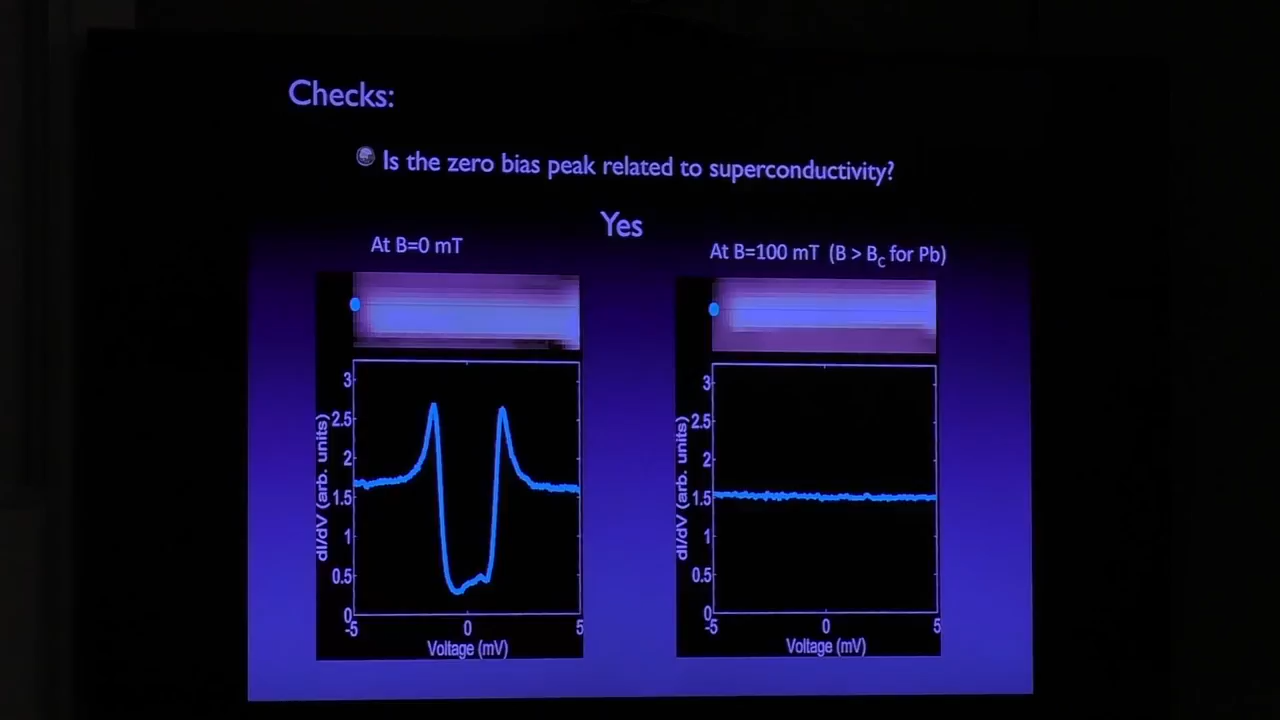 Checks:
Is the zero bias peak related to superconductivity?
Yes
At B=0 mT
At B=100 mT (B > BC for Pb)
3
2.5
2
1.5
1
0.5
0
-5
0
5
dI/dV (arb. units)
Voltage (mV)
3
2.5
2
1.5
1
0.5
0
-5
0
5
dI/dV (arb. units)
Voltage (mV)